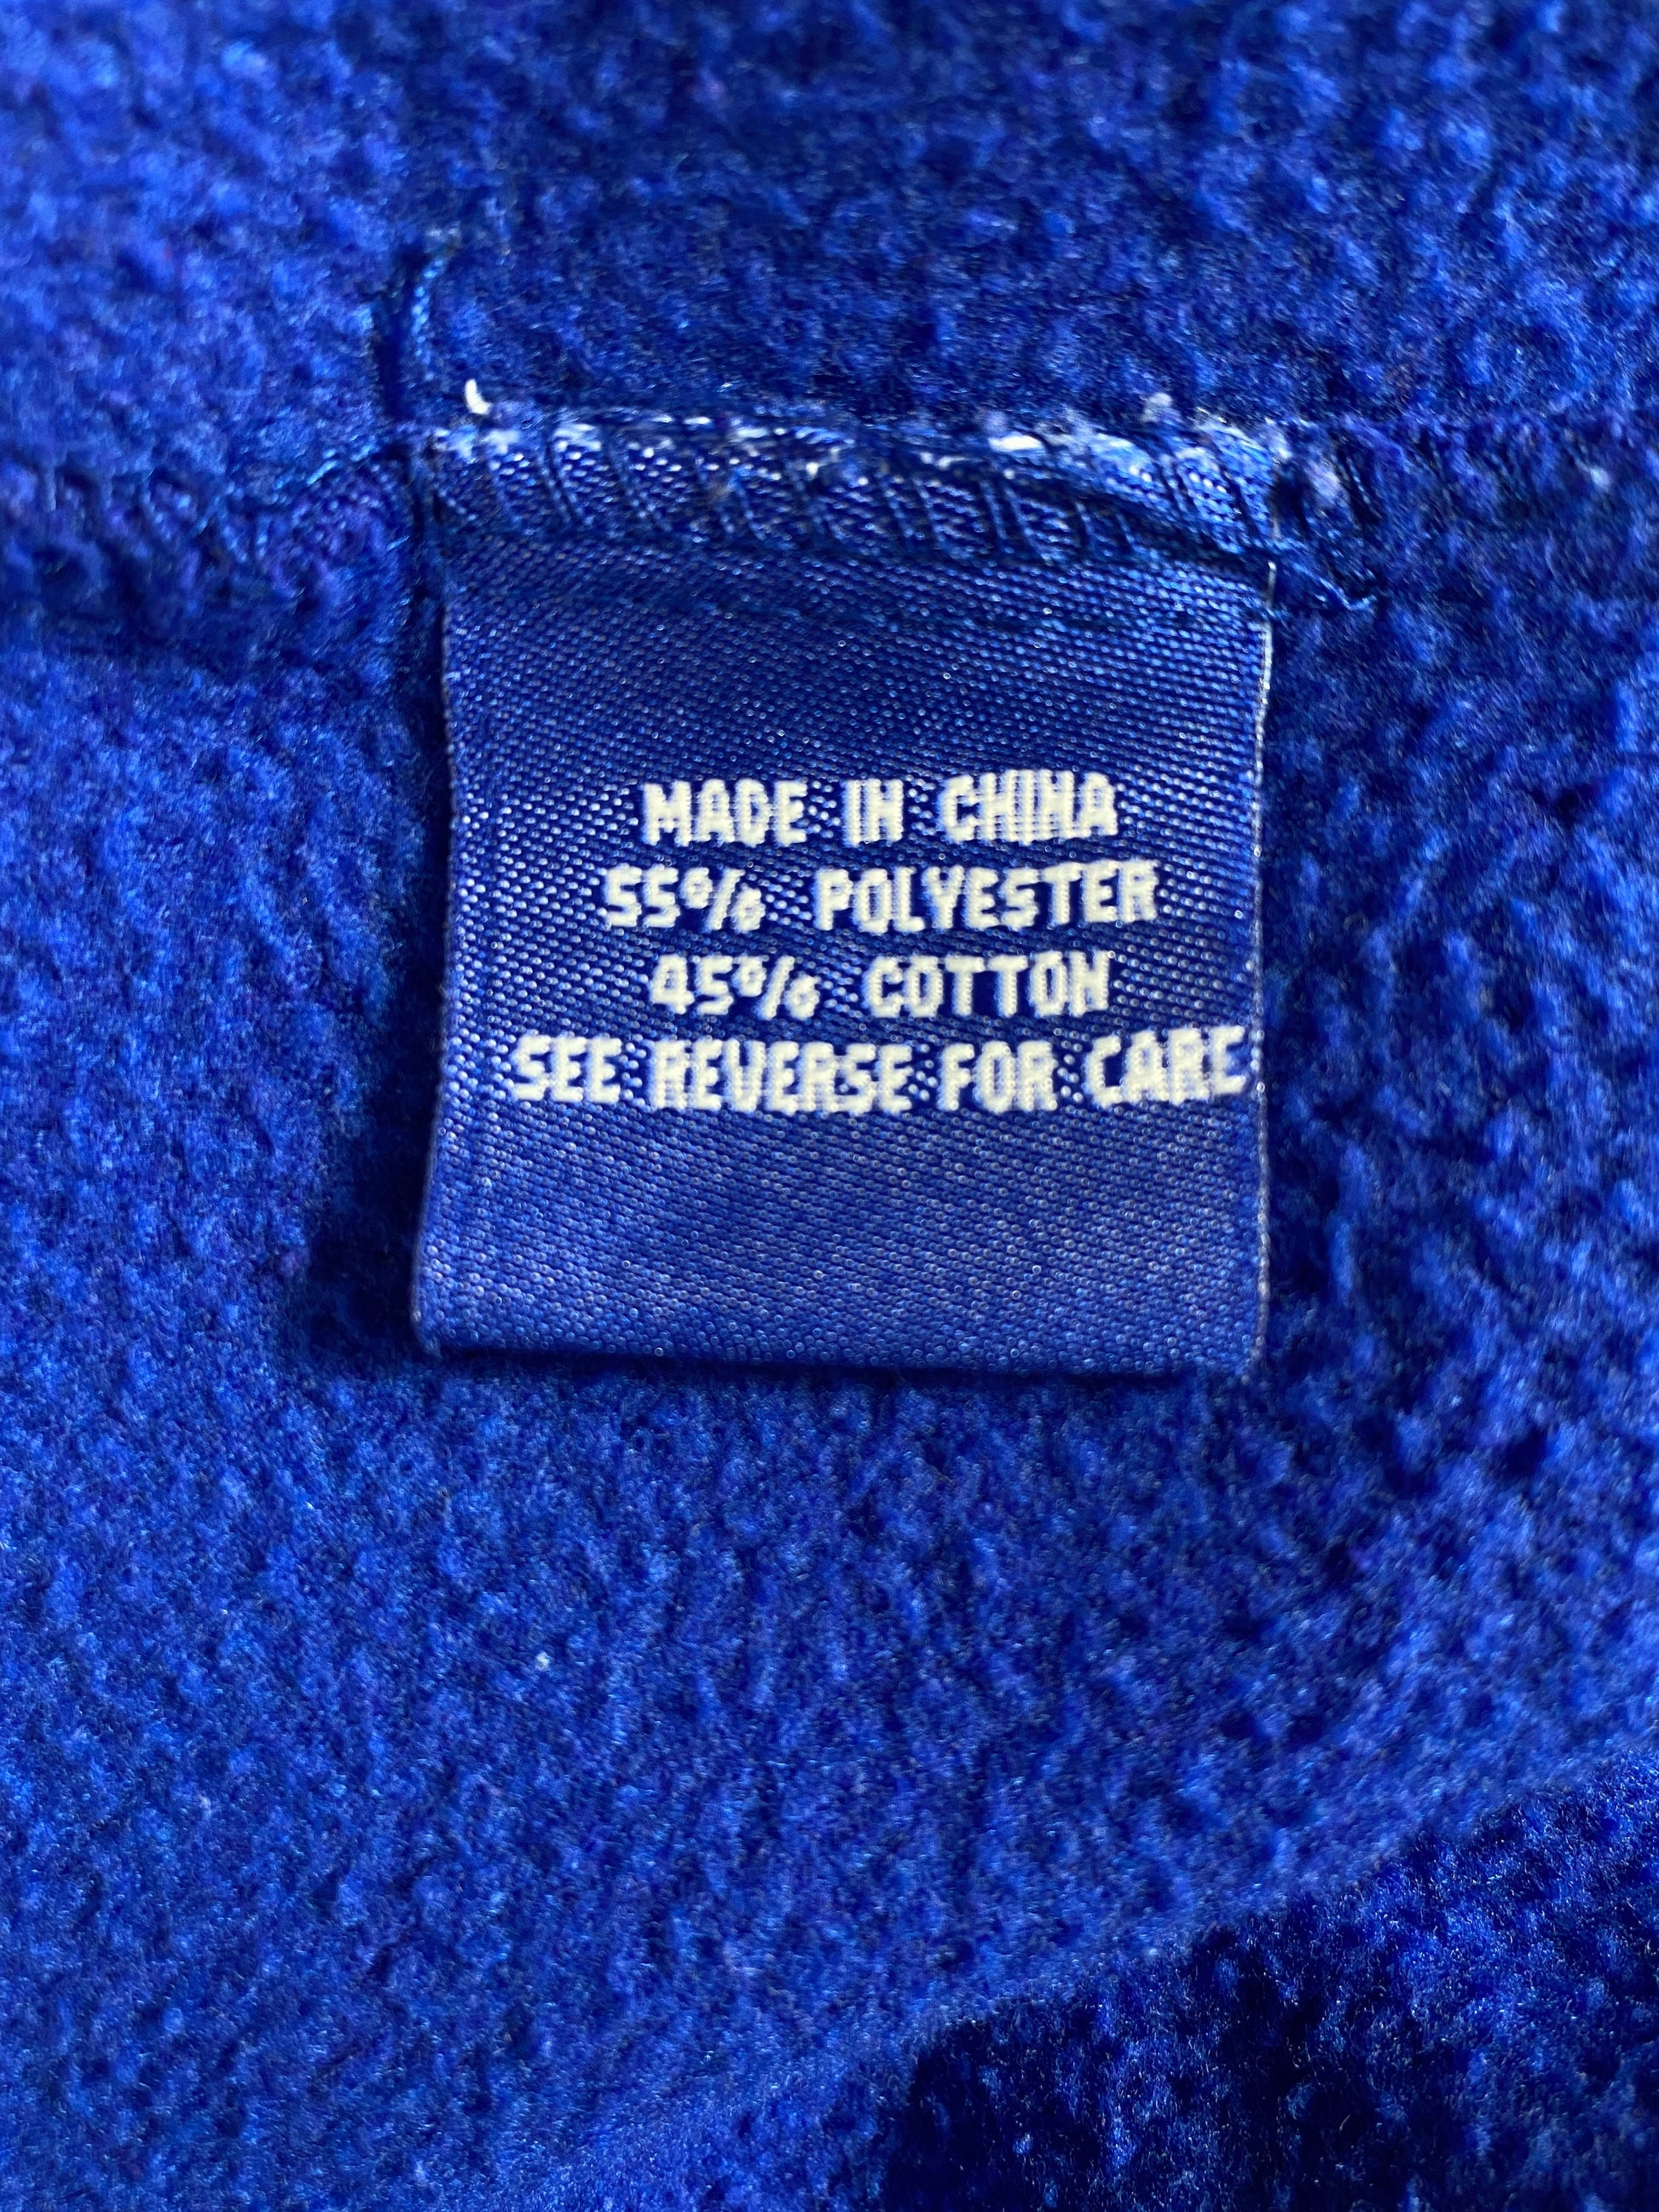 MADE IN CHINA
55% POLYESTER
45% COTTON
SEE REVERSE FOR CARE